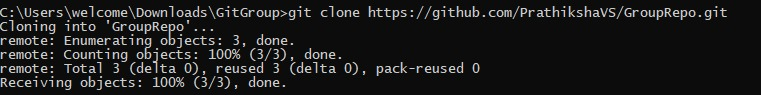 C:\Users\welcome\Downloads\GitGroup>git clone https://github.com/PrathikshaVS/GroupRepo.git
Cloning into 'GroupRepo'...
remote: Enumerating objects: 3, done.
remote: Counting objects: 100% (3/3), done.
remote: Total 3 (delta 0), reused 3 (delta 0), pack-reused 0
Receiving objects: 100% (3/3), done.